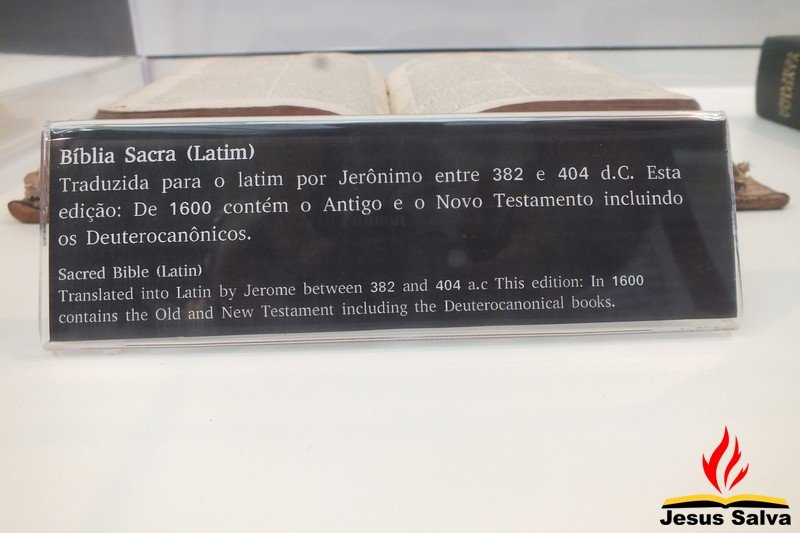 Bíblia Sacra (Latim)
Traduzida para o latim por Jerônimo entre 382 e 404 d.C. Esta
edição: De 1600 contém o Antigo e o Novo Testamento incluindo
os Deuterocanônicos.
Sacred Bible (Latin)
Translated into Latin by Jerome between 382 and 404 a.c This edition: In 1600
contains the Old and New Testament including the Deuterocanonical books.
Jesus Salva